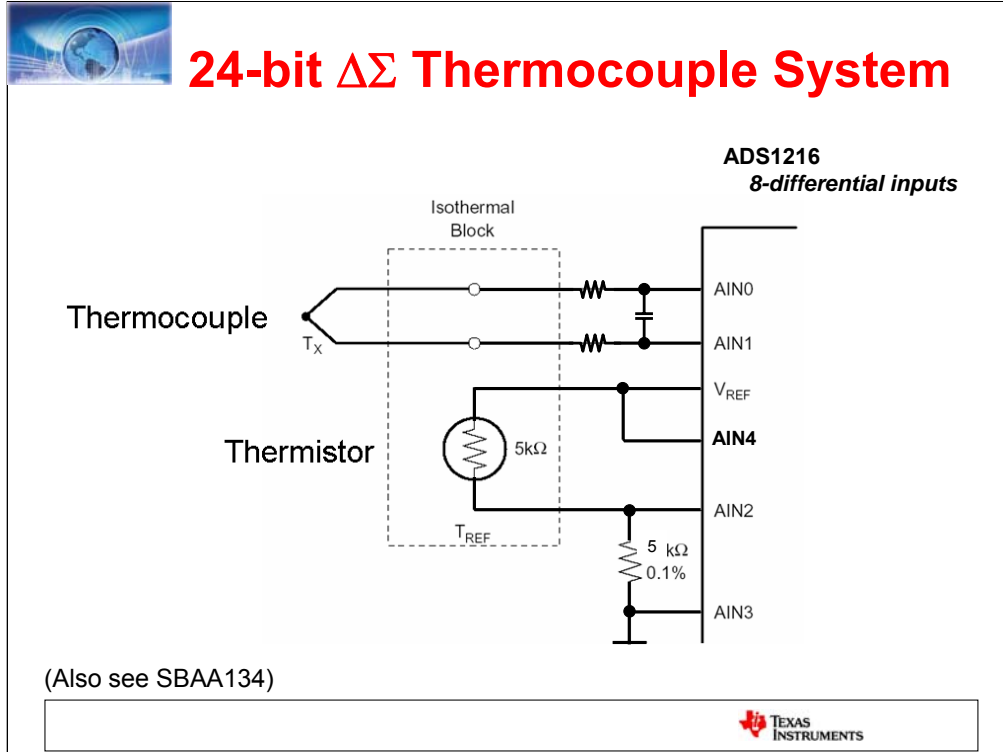 24-bit ΔΣ Thermocouple System
ADS1216
8-differential inputs
Isothermal
Block
Thermocouple
TX
AIN0
AIN1
VREF
AIN4
Thermistor
5kΩ
AIN2
TREF
5 kΩ
0.1%
AIN3
(Also see SBAA134)
TEXAS
INSTRUMENTS